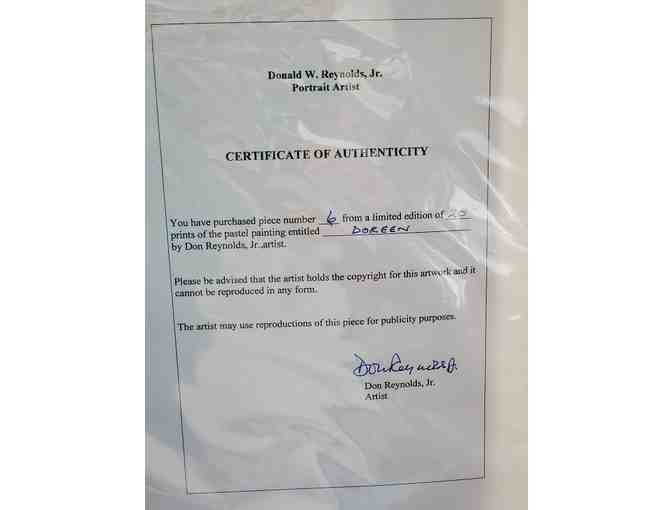 Donald W. Reynolds, Jr.
Portrait Artist
CERTIFICATE OF AUTHENTICITY
You have purchased piece number 6 from a limited edition of 20
prints of the pastel painting entitled DOREEN
by Don Reynolds, Jr..artist.
Please be advised that the artist holds the copyright for this artwork and it
cannot be reproduced in any form.
The artist may use reproductions of this piece for publicity purposes.
Don Reynolds Jr.
Don Reynolds, Jr.
Artist